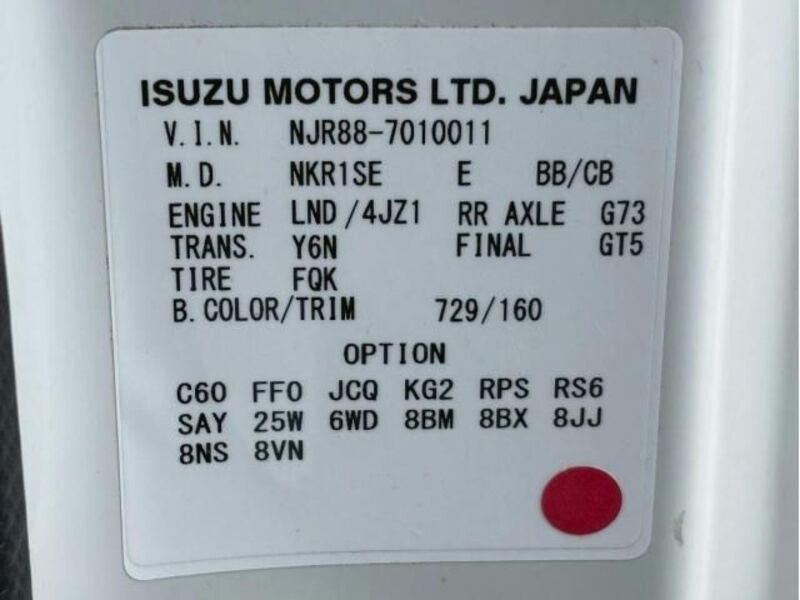 ISUZU MOTORS LTD. JAPAN
V.I.N. NJR88-7010011
M.D. NKR1SE E BB/CB
ENGINE LND/4JZ1 RR AXLE G73
TRANS. Y6N FINAL GT5
TIRE FQK
B.COLOR/TRIM 729/160
OPTION
C60 FF0 JCQ KG2 RPS RS6
SAY 25W 6WD 8BM 8BX 8JJ
8NS 8VN